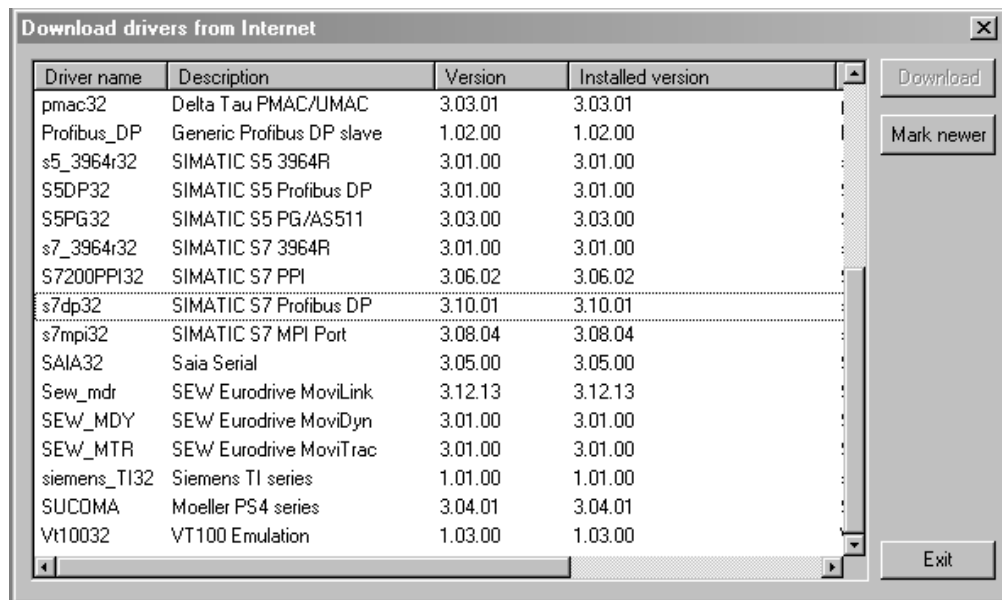 Download drivers from Internet
Driver name Description Version Installed version
Download
pmac32 Delta Tau PMAC/UMAC 3.03.01 3.03.01
Profibus_DP Generic Profibus DP slave 1.02.00 1.02.00
Mark newer
s5_3964r32 SIMATIC S5 3964R 3.01.00 3.01.00
S5DP32 SIMATIC S5 Profibus DP 3.01.00 3.01.00
S5PG32 SIMATIC S5 PG/AS511 3.03.00 3.03.00
s7_3964r32 SIMATIC S7 3964R 3.01.00 3.01.00
S7200PPI32 SIMATIC S7 PPI 3.06.02 3.06.02
s7dp32 SIMATIC S7 Profibus DP 3.10.01 3.10.01
s7mpi32 SIMATIC S7 MPI Port 3.08.04 3.08.04
SAIA32 Saia Serial 3.05.00 3.05.00
Sew_mdr SEW Eurodrive MoviLink 3.12.13 3.12.13
SEW_MDY SEW Eurodrive MoviDyn 3.01.00 3.01.00
SEW_MTR SEW Eurodrive MoviTrac 3.01.00 3.01.00
siemens_TI32 Siemens TI series 1.01.00 1.01.00
SUCOMA Moeller PS4 series 3.04.01 3.04.01
Vt10032 VT100 Emulation 1.03.00 1.03.00
Exit